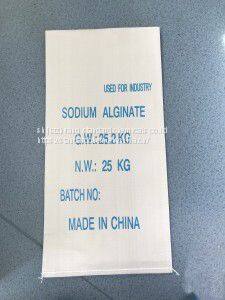 USED FOR INDUSTRY
SODIUM ALGINATE
G.W.: 25.2 KG
N.W.: 25 KG
BATCH NO:
MADE IN CHINA